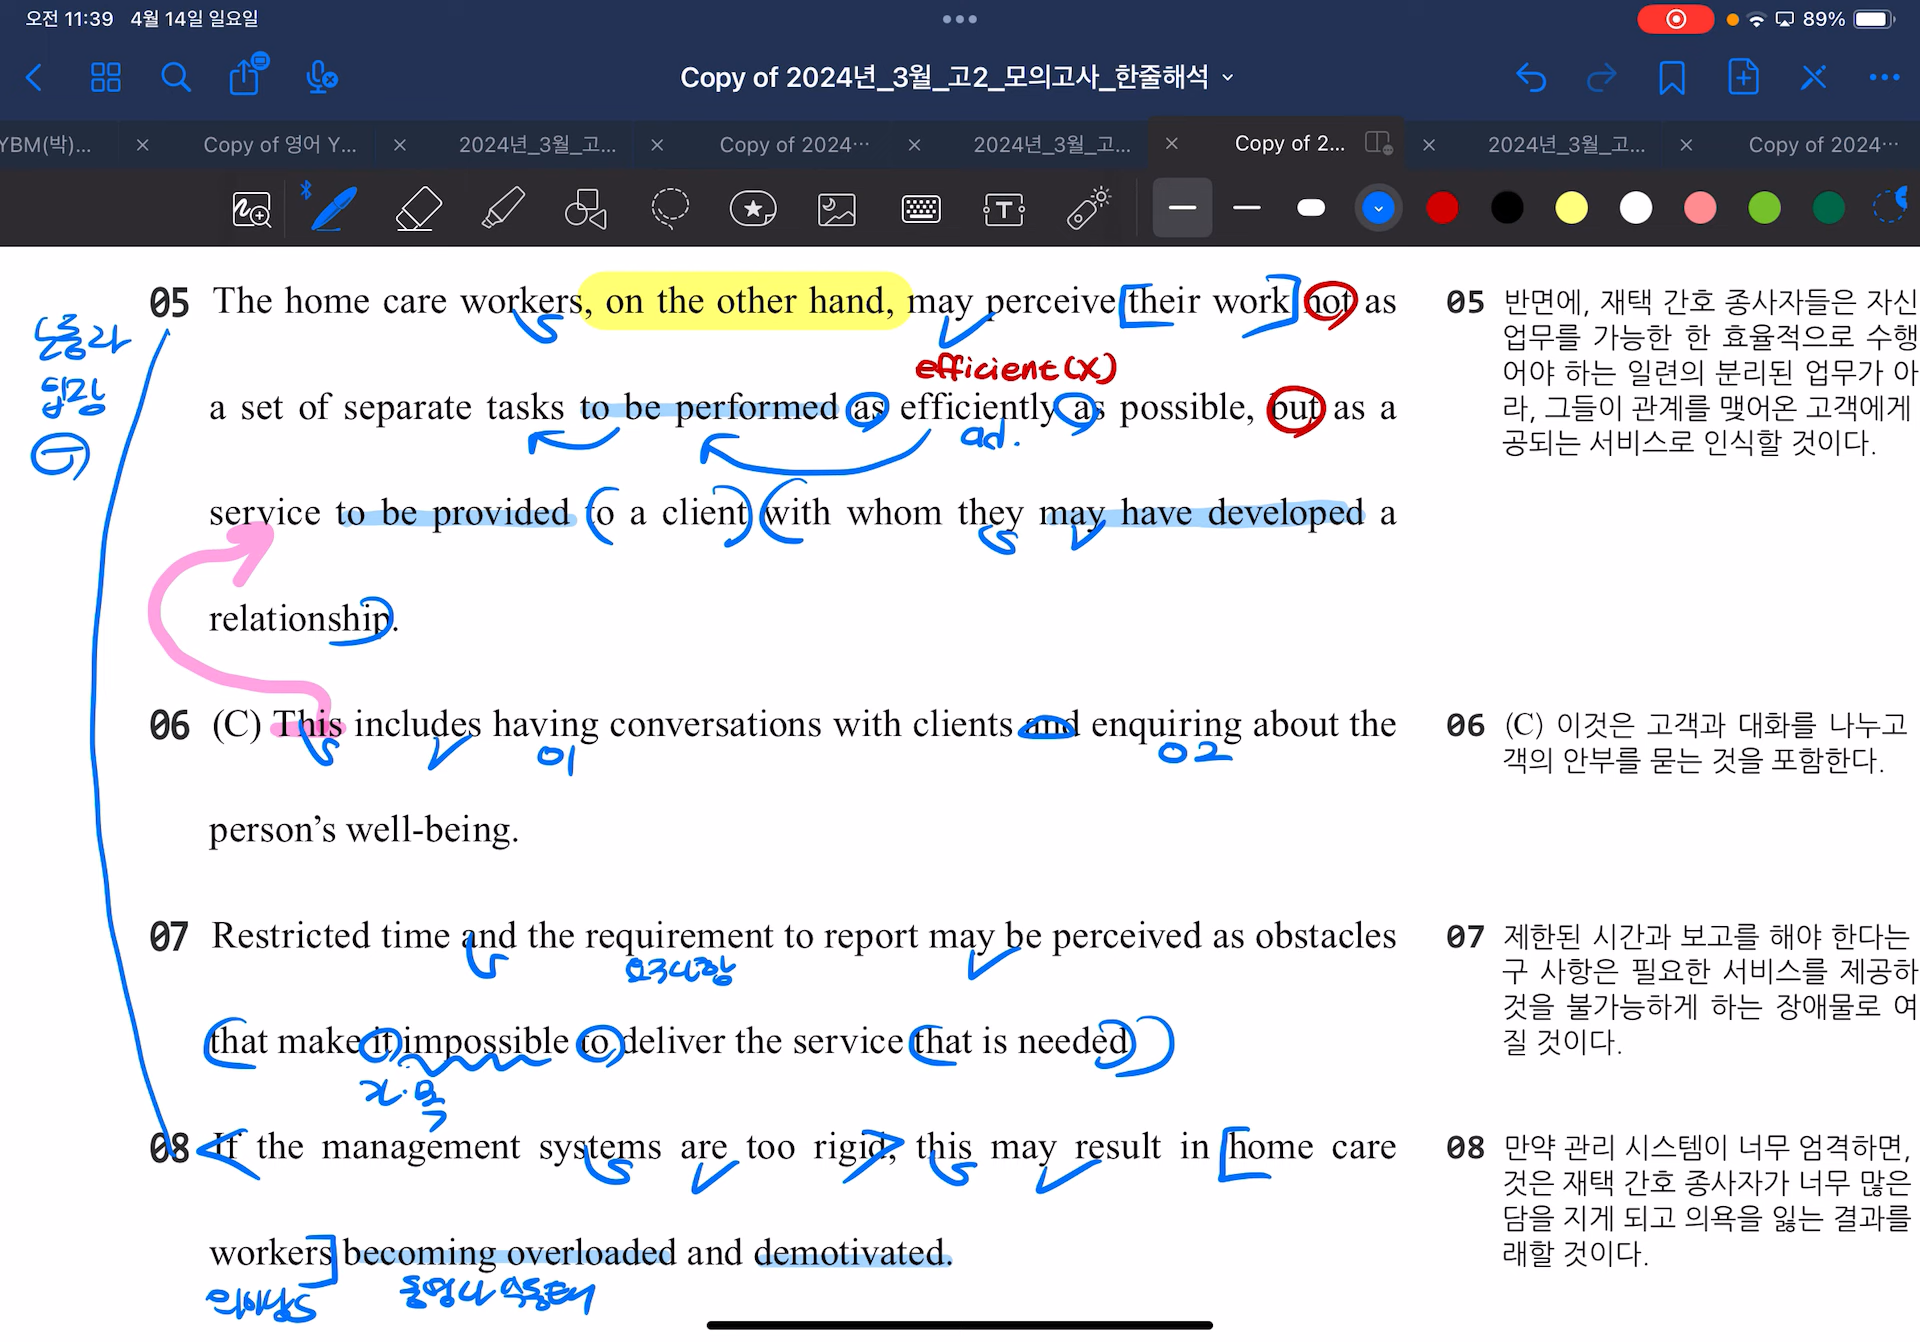 오전 11:39 4월 14일 일요일
89%
Copy of 2024년_3월_고2_모의고사_한줄해석
YBM(박)...
Copy of 영어 Y...
2024년_3월_고...
Copy of 2024...
2024년_3월_고...
Copy of 2...
2024년_3월_고...
Copy of 2024...
05 The home care workers, on the other hand, may perceive their work not as
efficient(X)
a set of separate tasks to be performed as efficiently as possible, but as a
ad.
service to be provided to a client with whom they may have developed a
relationship.
S V
S V
05 반면에, 재택 간호 종사자들은 자신
업무를 가능한 한 효율적으로 수행
어야 하는 일련의 분리된 업무가 아
라, 그들이 관계를 맺어온 고객에게
공되는 서비스로 인식할 것이다.
06 (C) This includes having conversations with clients and enquiring about the
S V O1 O2
person's well-being.
06 (C) 이것은 고객과 대화를 나누고
객의 안부를 묻는 것을 포함한다.
07 Restricted time and the requirement to report may be perceived as obstacles
S 요구사항 V
that make it impossible to deliver the service that is needed
07 제한된 시간과 보고를 해야 한다는
구 사항은 필요한 서비스를 제공하
것을 불가능하게 하는 장애물로 여
질 것이다.
08 If the management systems are too rigid, this may result in home care
S V S V
workers becoming overloaded and demotivated.
의미상S 동명사 수동태
08 만약 관리 시스템이 너무 엄격하면,
것은 재택 간호 종사자가 너무 많은
담을 지게 되고 의욕을 잃는 결과를
래할 것이다.